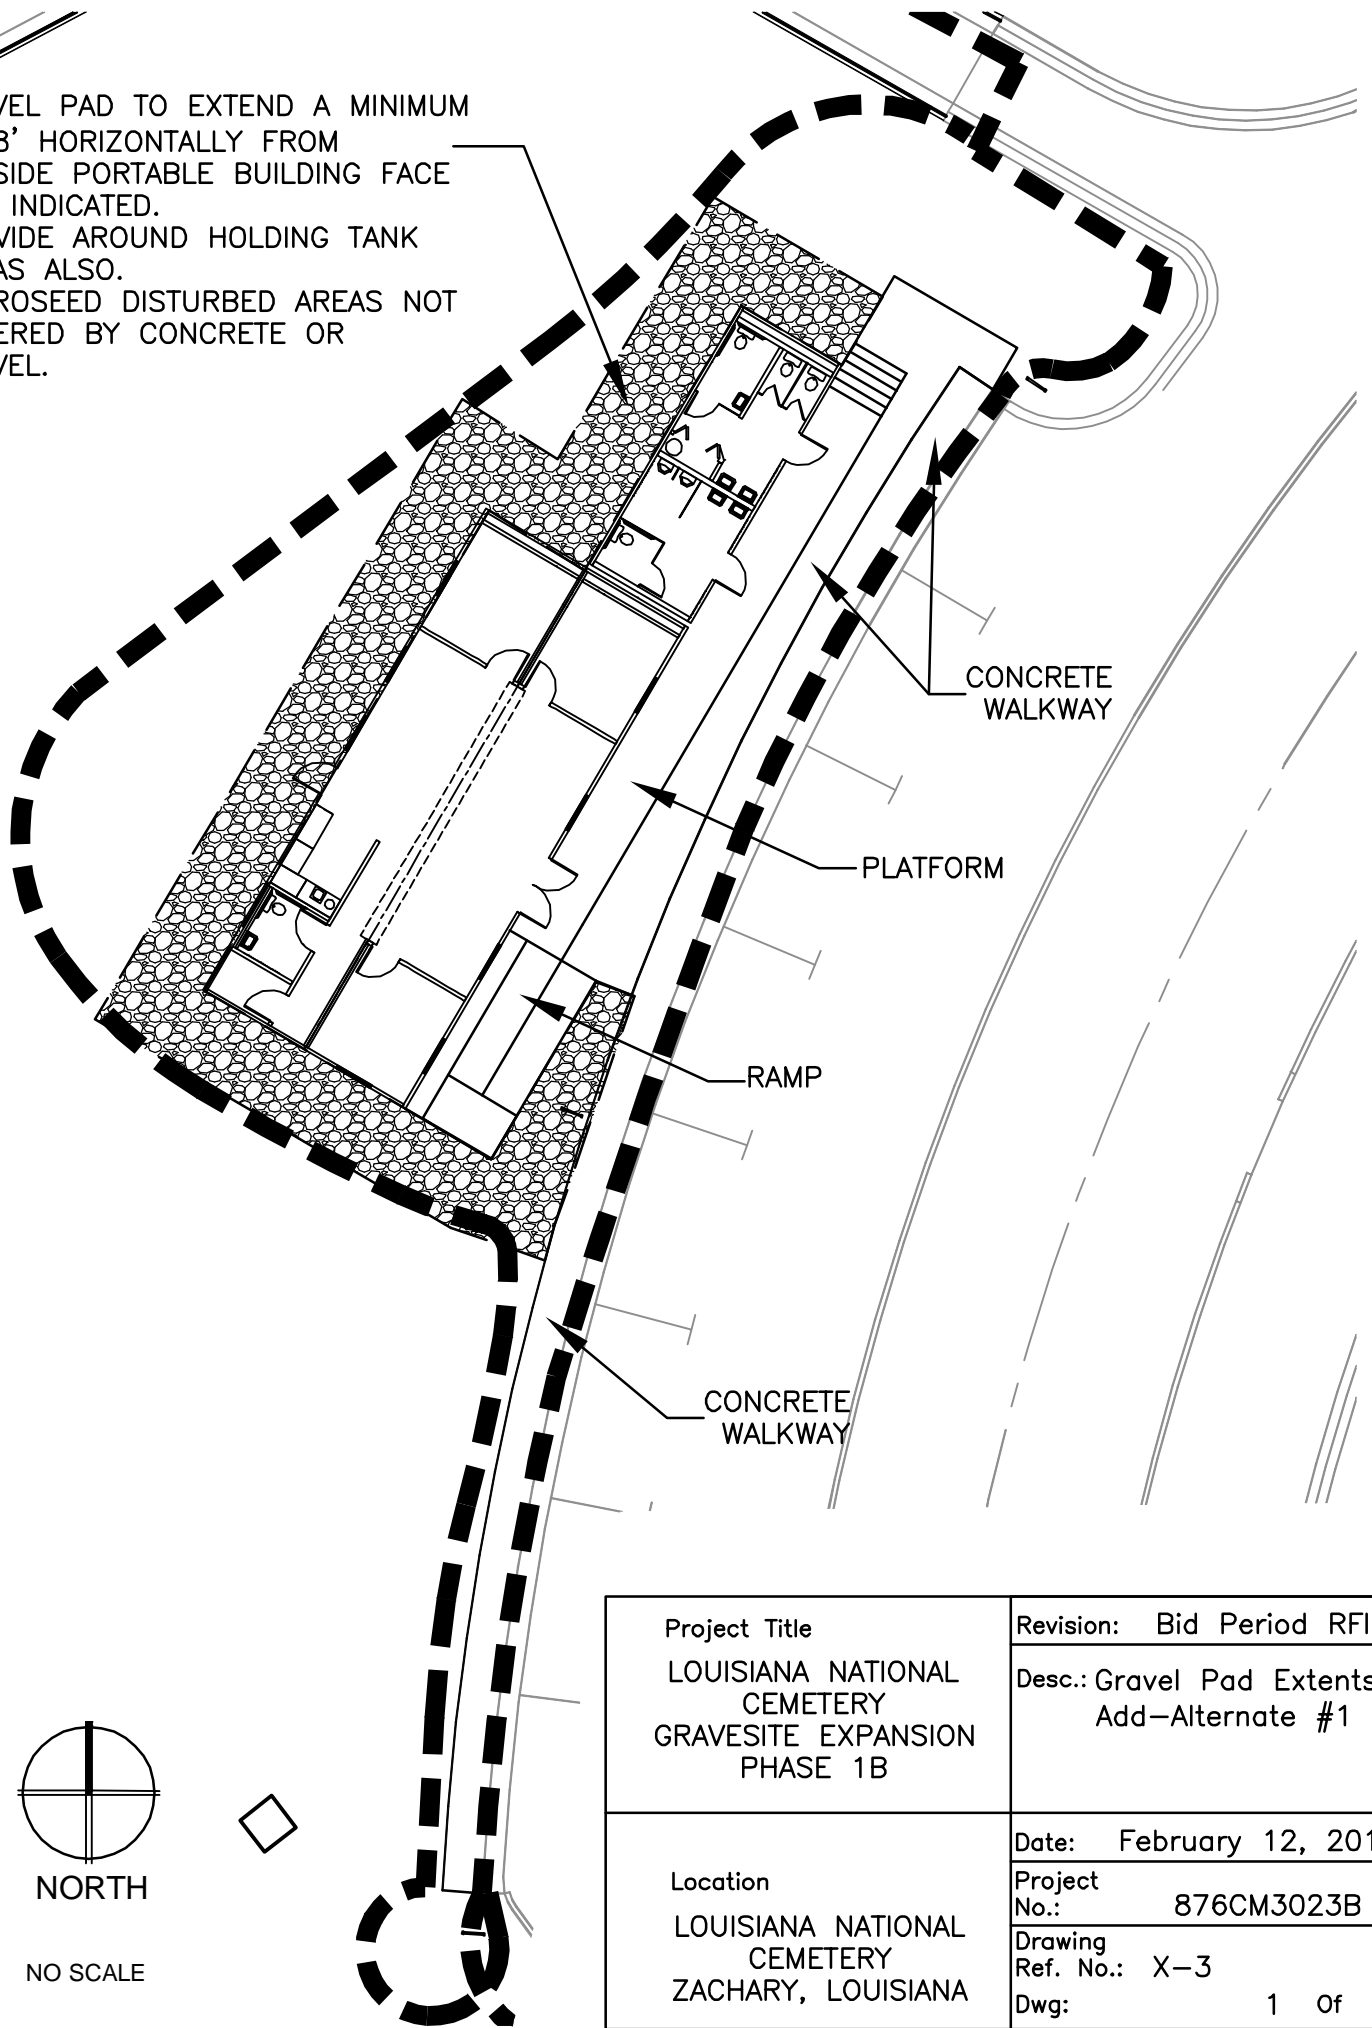 VEL PAD TO EXTEND A MINIMUM
8' HORIZONTALLY FROM
SIDE PORTABLE BUILDING FACE
INDICATED.
VIDE AROUND HOLDING TANK
AS ALSO.
ROSEED DISTURBED AREAS NOT
ERED BY CONCRETE OR
VEL.
CONCRETE
WALKWAY
PLATFORM
RAMP
CONCRETE
WALKWAY
NORTH
NO SCALE
Project Title
LOUISIANA NATIONAL
CEMETERY
GRAVESITE EXPANSION
PHASE 1B
Revision: Bid Period RFI
Desc.: Gravel Pad Extents
Add-Alternate #1
Location
LOUISIANA NATIONAL
CEMETERY
ZACHARY, LOUISIANA
Date: February 12, 201
Project
No.: 876CM3023B
Drawing
Ref. No.: X-3
Dwg: 1 Of